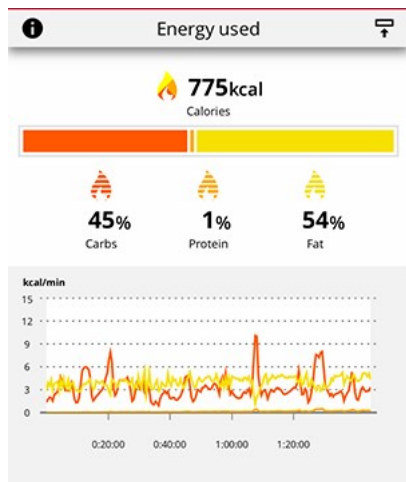 i Energy used
775kcal
Calories
45% 1% 54%
Carbs Protein Fat
kcal/min
15
12
9
6
3
0
0:20:00 0:40:00 1:00:00 1:20:00